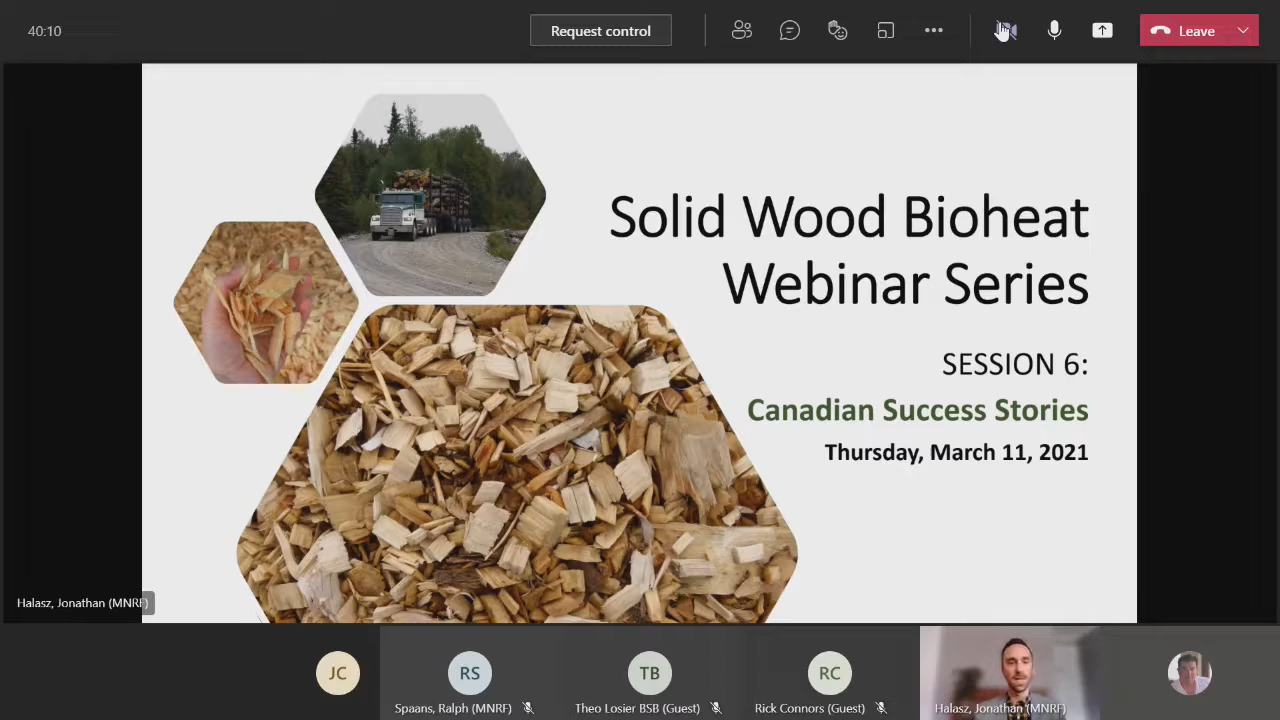 40:10
Request control
Leave
Solid Wood Bioheat
Webinar Series
SESSION 6:
Canadian Success Stories
Thursday, March 11, 2021
Halasz, Jonathan (MNRF)
JC
RS
TB
RC
Spaans, Ralph (MNRF)
Theo Losier BSB (Guest)
Rick Connors (Guest)
Halasz, Jonathan (MNRF)